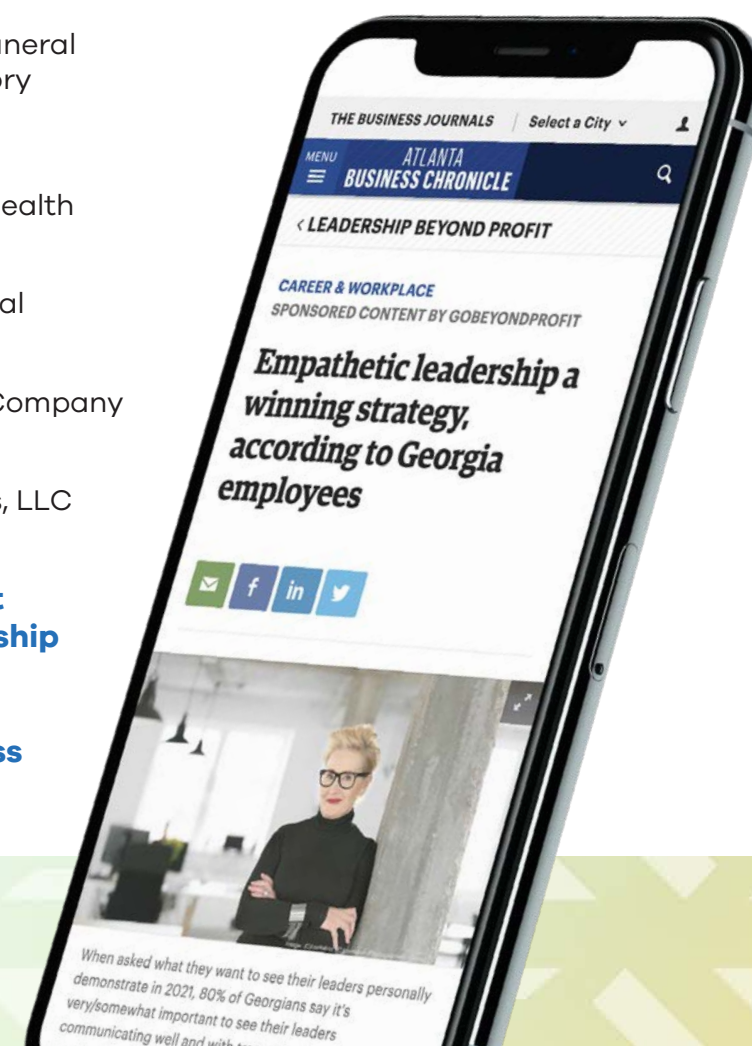 uneral
ory
ealth
al
Company
s, LLC
t
ship
ss
THE BUSINESS JOURNALS | Select a City
MENU
ATLANTA
BUSINESS CHRONICLE
< LEADERSHIP BEYOND PROFIT
CAREER & WORKPLACE
SPONSORED CONTENT BY GOBEYONDPROFIT
Empathetic leadership a
winning strategy,
according to Georgia
employees
f
in
When asked what they want to see their leaders personally
demonstrate in 2021, 80% of Georgians say it's
very/somewhat important to see their leaders
communicating well and with